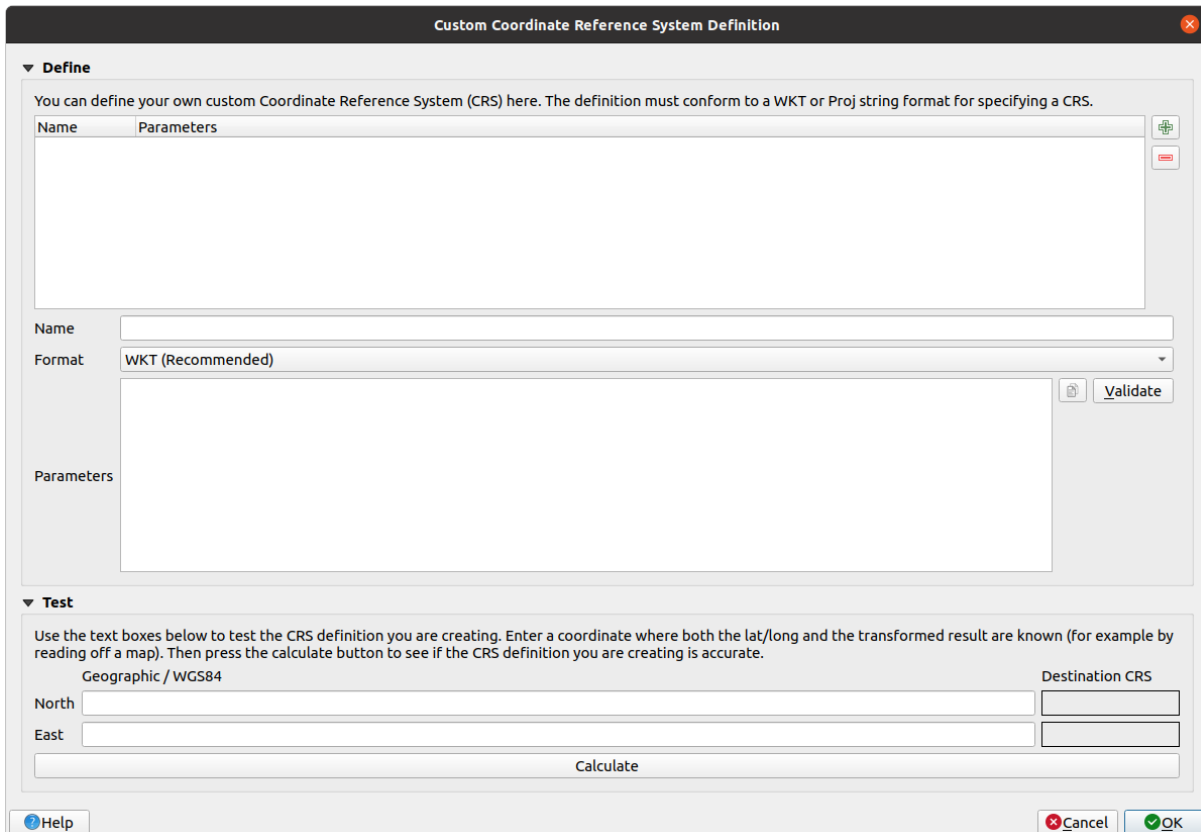 Custom Coordinate Reference System Definition
Define
You can define your own custom Coordinate Reference System (CRS) here. The definition must conform to a WKT or Proj string format for specifying a CRS.
Name Parameters
Name
Format WKT (Recommended)
Validate
Parameters
Test
Use the text boxes below to test the CRS definition you are creating. Enter a coordinate where both the lat/long and the transformed result are known (for example by
reading off a map). Then press the calculate button to see if the CRS definition you are creating is accurate.
Geographic / WGS84 Destination CRS
North
East
Calculate
Help Cancel OK